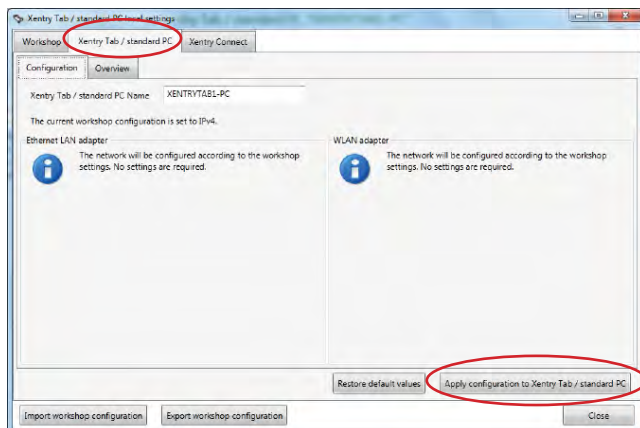 Xentry Tab / standard PC local settings
Workshop
Xentry Tab / standard PC
Xentry Connect
Configuration
Overview
Xentry Tab / standard PC Name
XENTRYTAB1-PC
The current workshop configuration is set to IPv4.
Ethernet LAN adapter
The network will be configured according to the workshop
settings. No settings are required.
WLAN adapter
The network will be configured according to the workshop
settings. No settings are required.
Restore default values
Apply configuration to Xentry Tab / standard PC
Import workshop configuration
Export workshop configuration
Close